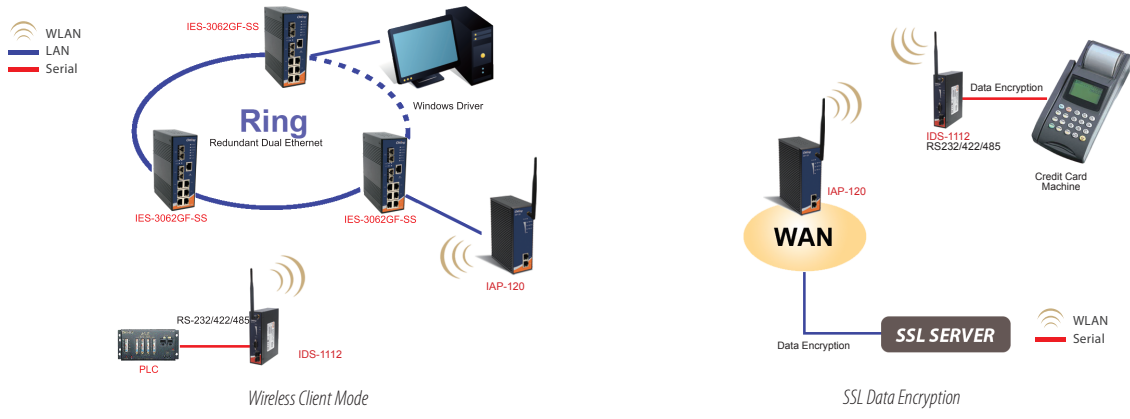 WLAN
LAN
Serial
IES-3062GF-SS
Windows Driver
Ring
Redundant Dual Ethernet
IES-3062GF-SS
IES-3062GF-SS
IAP-120
RS-232/422/485
IDS-1112
PLC
Wireless Client Mode
Data Encryption
IDS-1112
RS232/422/485
Credit Card
Machine
IAP-120
WAN
SSL SERVER
Data Encryption
WLAN
Serial
SSL Data Encryption